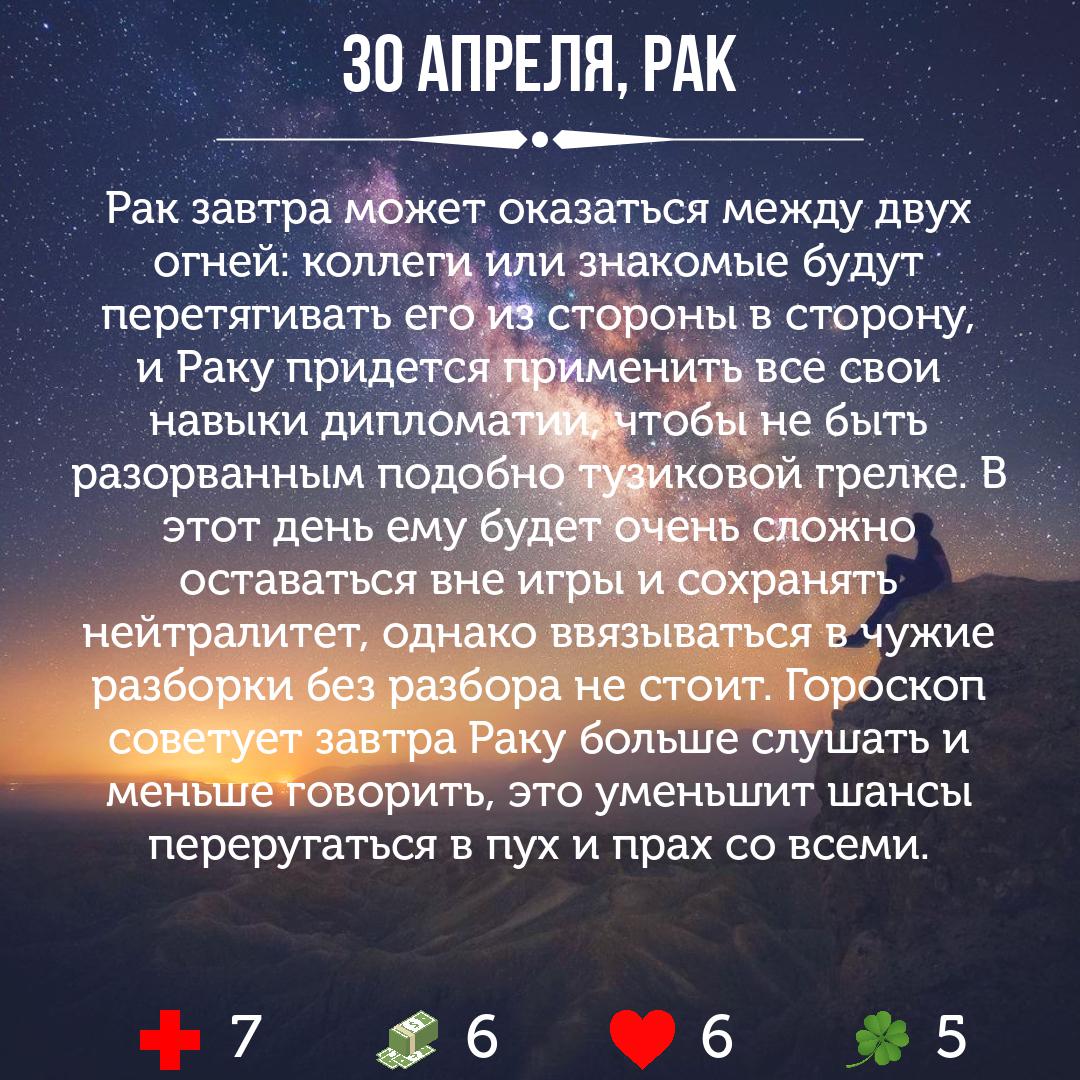 30 АПРЕЛЯ, РАК
Рак завтра может оказаться между двух
огней: коллеги или знакомые будут
перетягивать его из стороны в сторону,
и Раку придется применить все свои
навыки дипломатии, чтобы не быть
разорванным подобно тузиковой грелке. В
этот день ему будет очень сложно
оставаться вне игры и сохранять
нейтралитет, однако ввязываться в чужие
разборки без разбора не стоит. Гороскоп
советует завтра Раку больше слушать и
меньше говорить, это уменьшит шансы
переругаться в пух и прах со всеми.
7 6 6 5